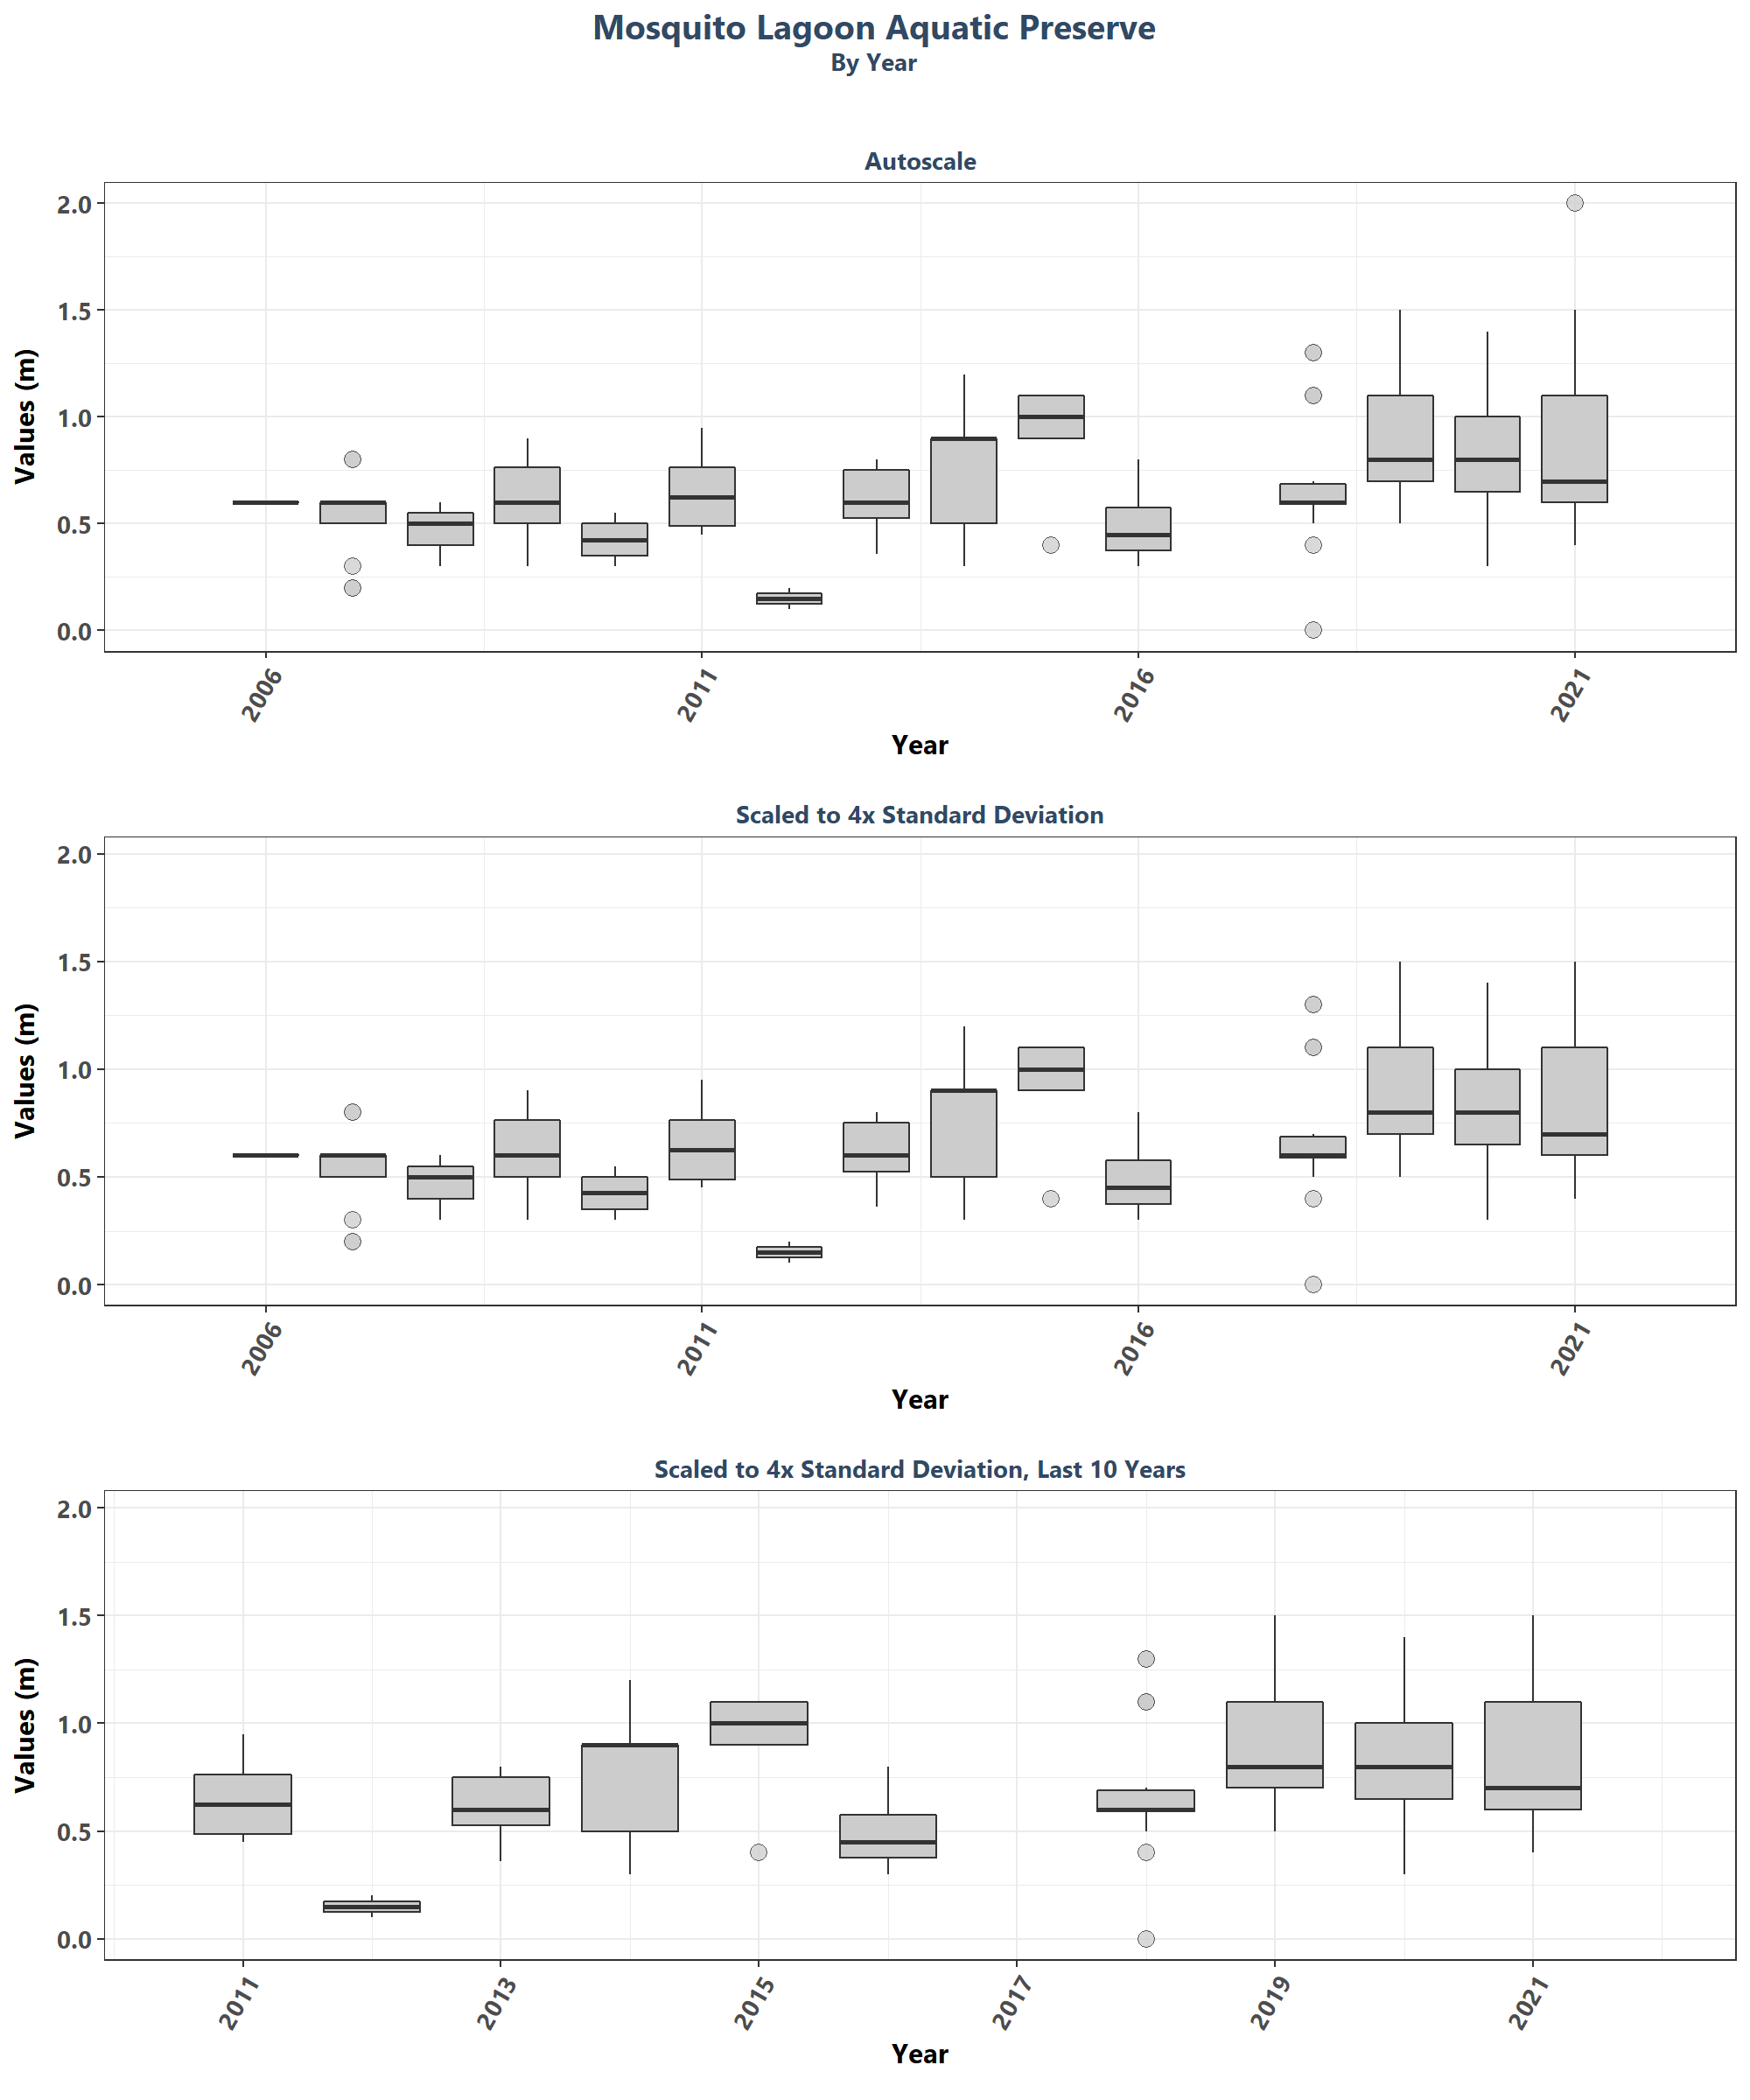 Mosquito Lagoon Aquatic Preserve
By Year
Autoscale
Values (m)
2.0
1.5
1.0
0.5
0.0
2006 2011 2016 2021
Year
Scaled to 4x Standard Deviation
Values (m)
2.0
1.5
1.0
0.5
0.0
2006 2011 2016 2021
Year
Scaled to 4x Standard Deviation, Last 10 Years
Values (m)
2.0
1.5
1.0
0.5
0.0
2011 2013 2015 2017 2019 2021
Year